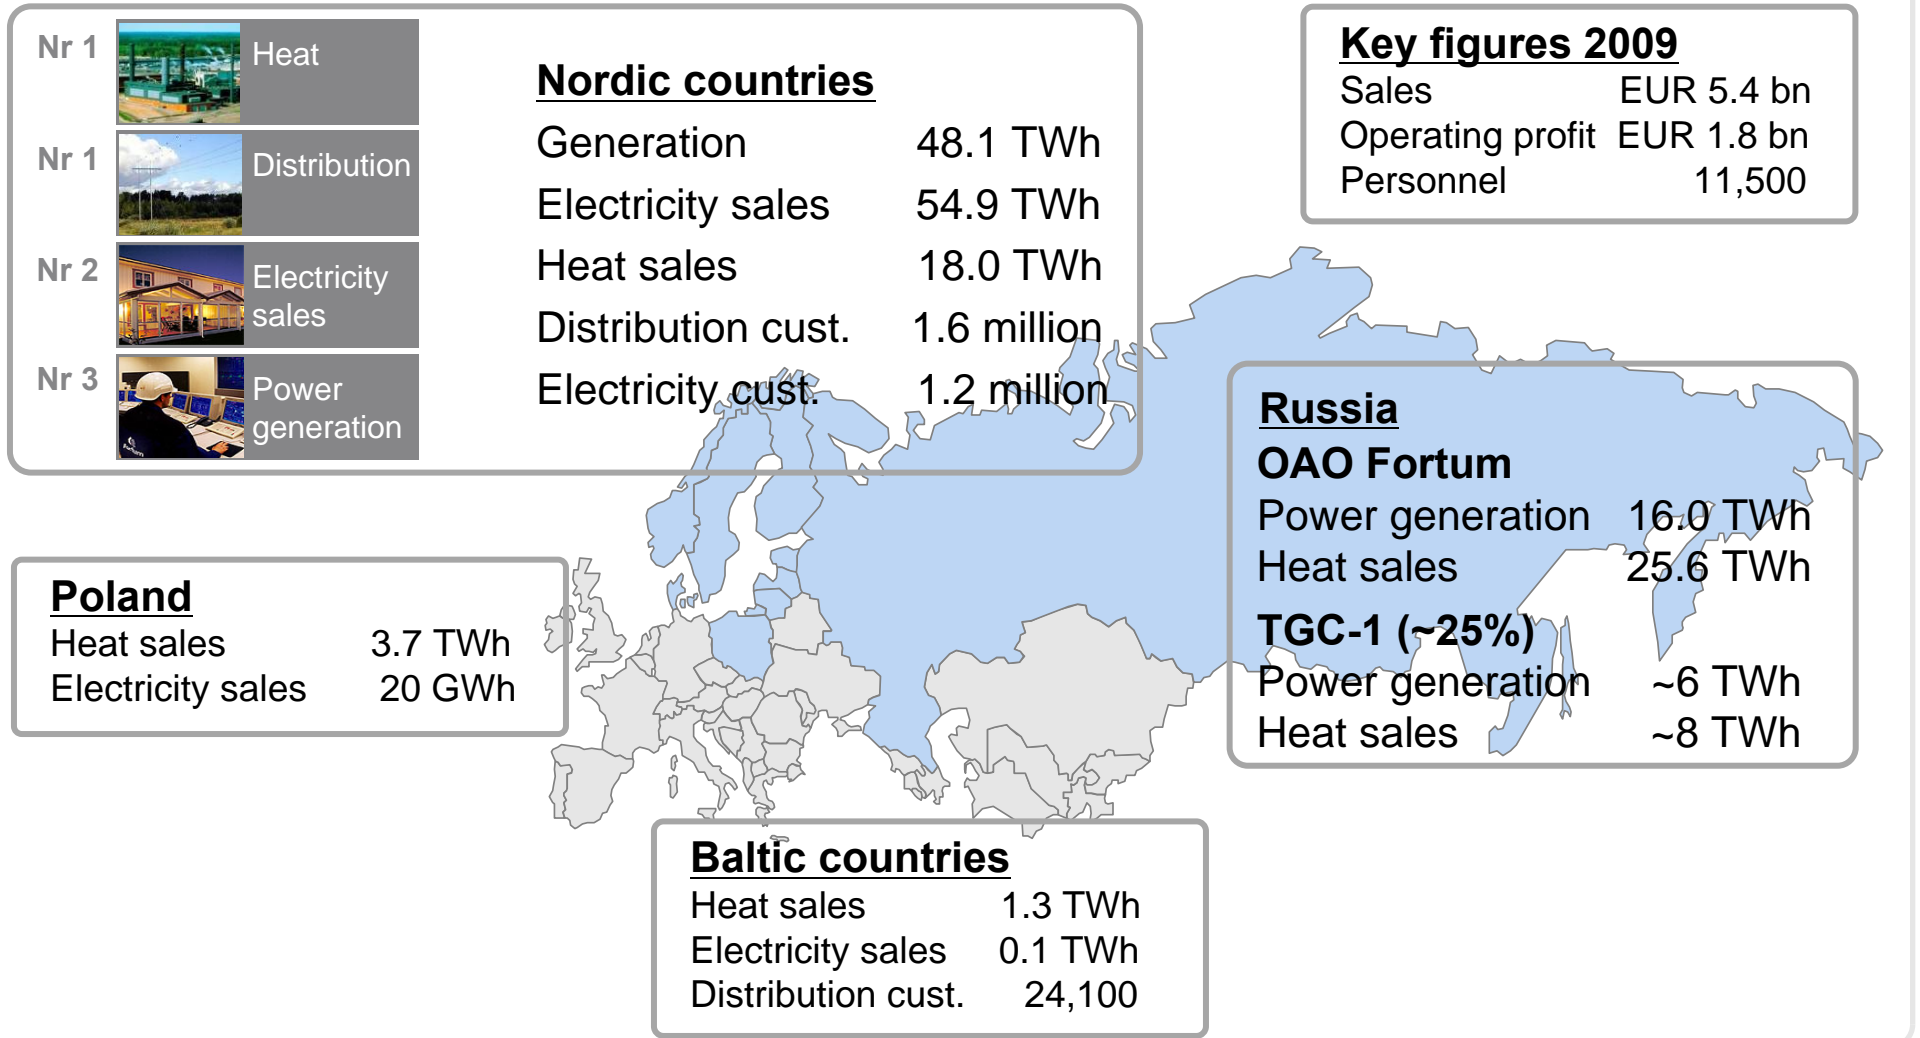 Nr 1 Heat
Nr 1 Distribution
Nr 2 Electricity
sales
Nr 3 Power
generation
Nordic countries
Generation 48.1 TWh
Electricity sales 54.9 TWh
Heat sales 18.0 TWh
Distribution cust. 1.6 million
Electricity cust. 1.2 million
Key figures 2009
Sales EUR 5.4 bn
Operating profit EUR 1.8 bn
Personnel 11,500
Russia
OAO Fortum
Power generation 16.0 TWh
Heat sales 25.6 TWh
TGC-1 (~25%)
Power generation ~6 TWh
Heat sales ~8 TWh
Poland
Heat sales 3.7 TWh
Electricity sales 20 GWh
Baltic countries
Heat sales 1.3 TWh
Electricity sales 0.1 TWh
Distribution cust. 24,100